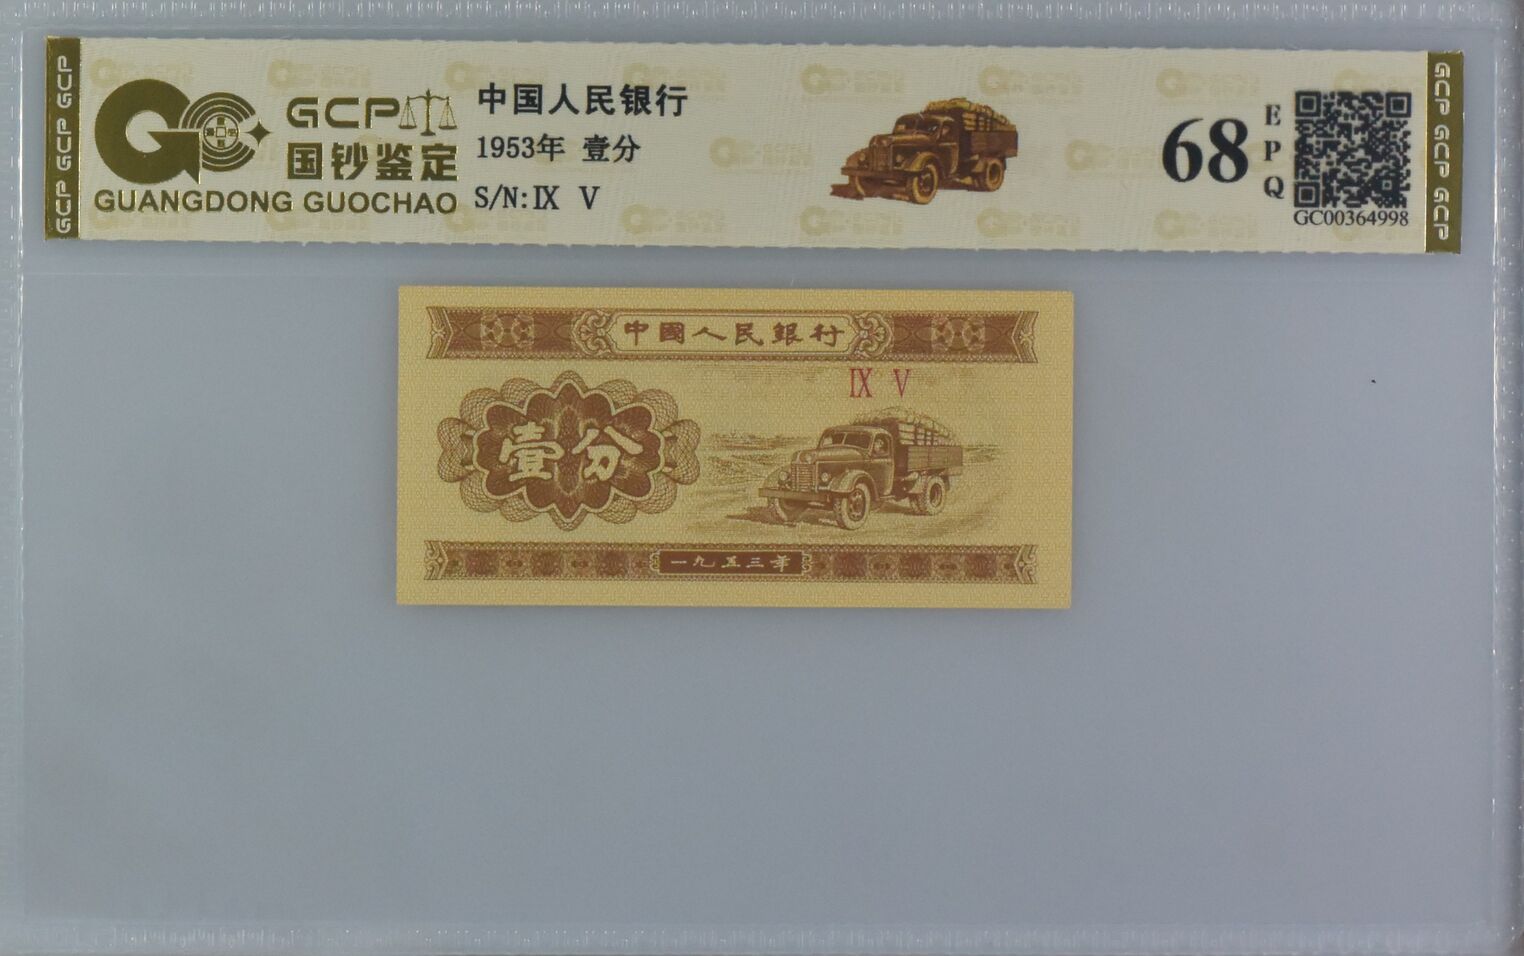 GCP GCP GCP
GCP
国钞鉴定
GUANGDONG GUOCHAO
中国人民银行
1953年 壹分
S/N:IX V
68
EPQ
GC00364998
GCP GCP GCP
中國人民銀行
IX V
壹分
一九五三年